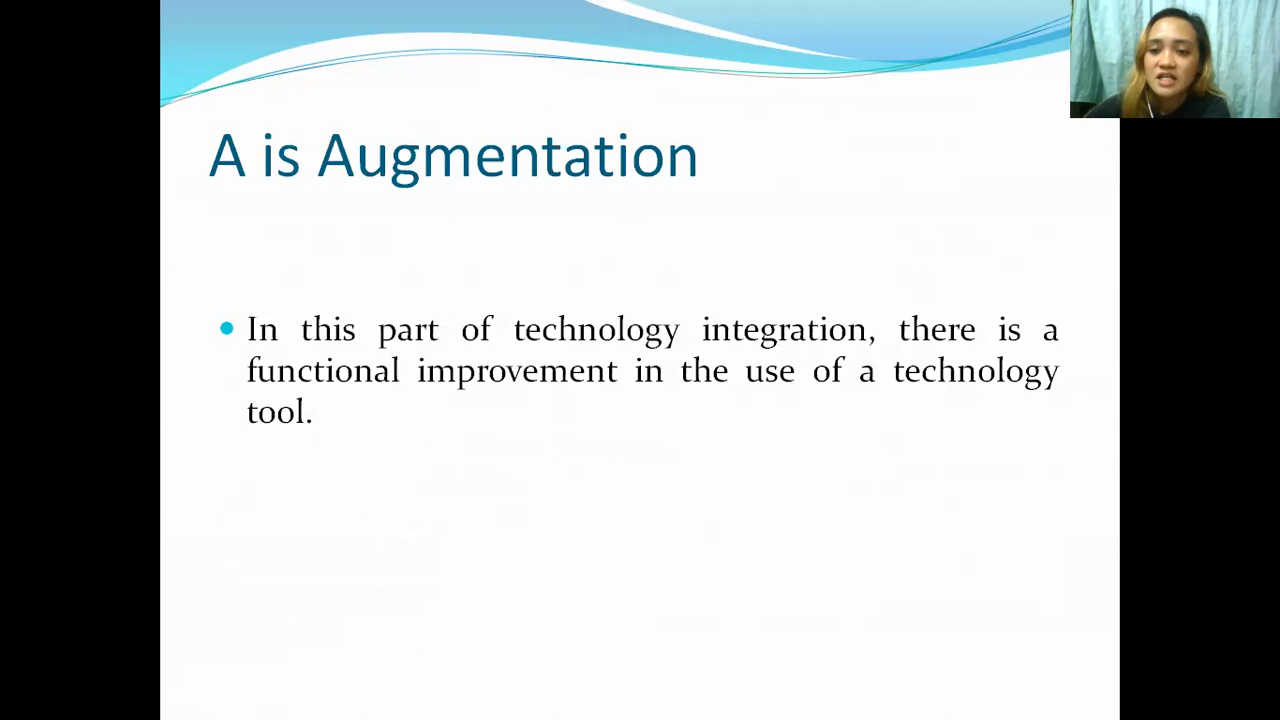 A is Augmentation
In this part of technology integration, there is a
functional improvement in the use of a technology
tool.